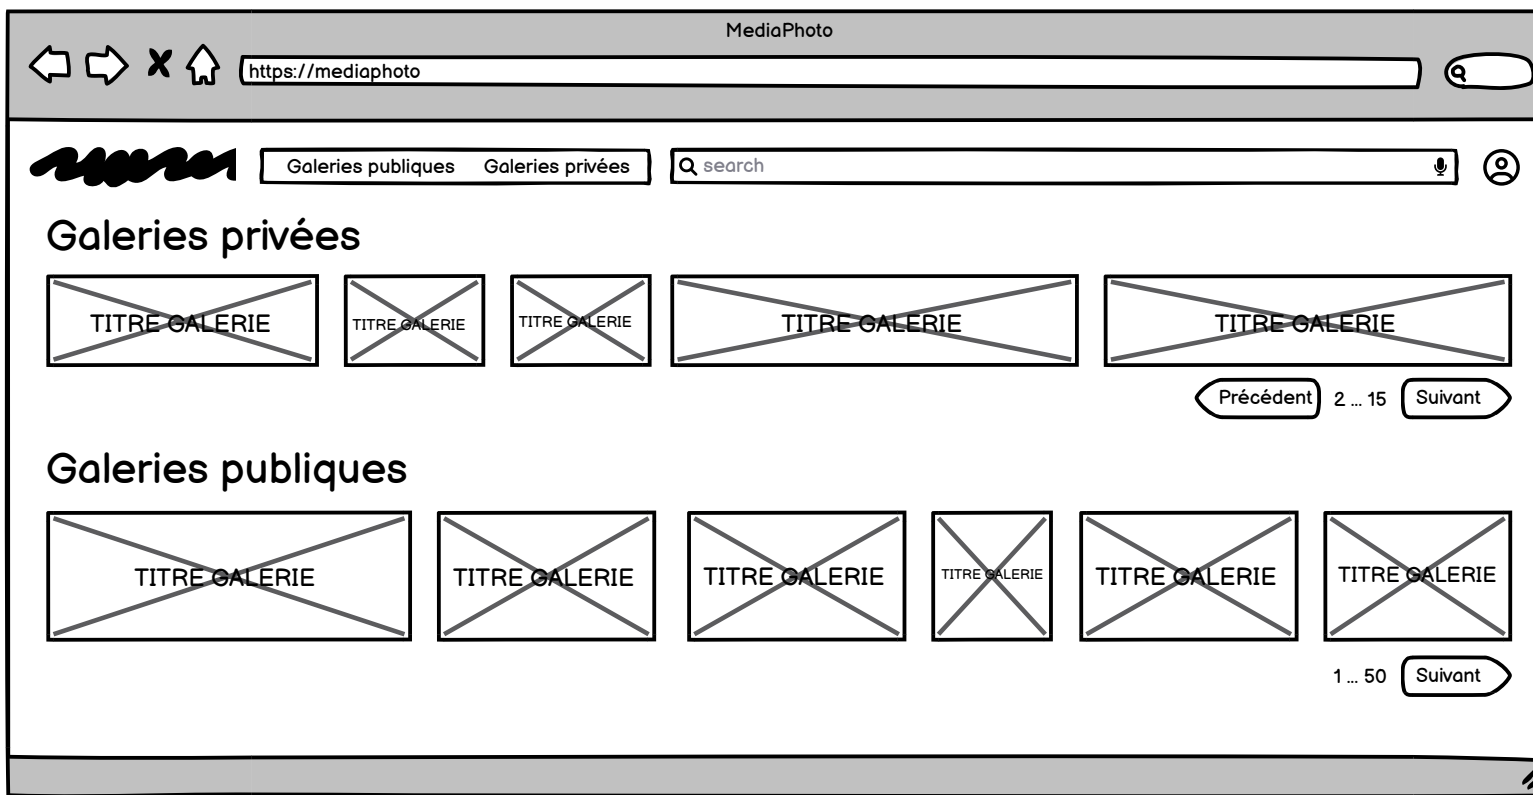 MediaPhoto
https://mediaphoto
Galeries publiques Galeries privées search
Galeries privées
TITRE GALERIE TITRE GALERIE TITRE GALERIE TITRE GALERIE TITRE GALERIE
Précédent 2 ... 15 Suivant
Galeries publiques
TITRE GALERIE TITRE GALERIE TITRE GALERIE TITRE GALERIE TITRE GALERIE TITRE GALERIE
1 ... 50 Suivant